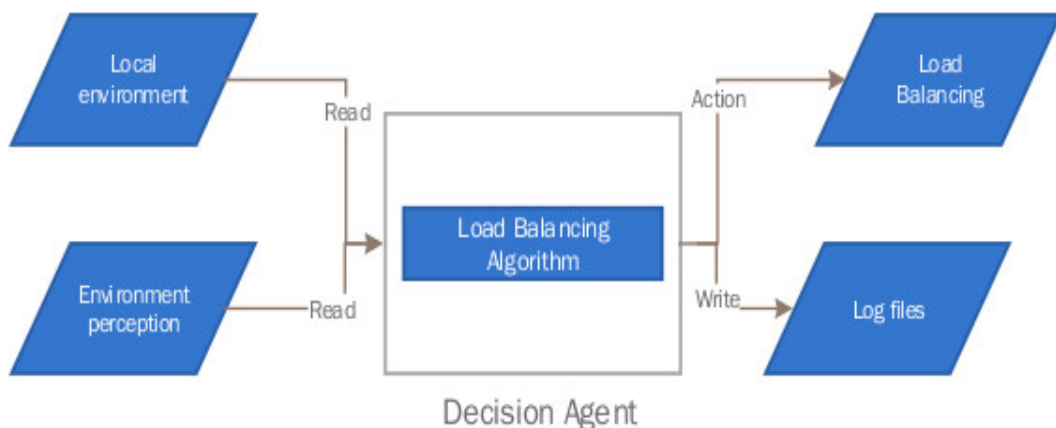 Local
environment
Read
Environment
perception
Read
Load Balancing
Algorithm
Decision Agent
Action
Load
Balancing
Write
Log files